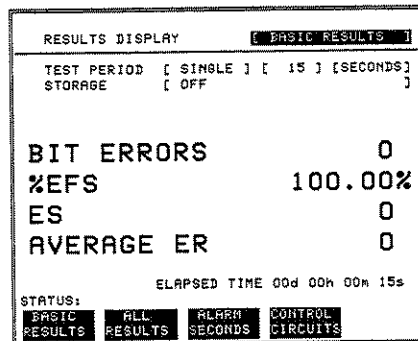 RESULTS DISPLAY [ BASIC RESULTS ]
TEST PERIOD [ SINGLE ] [ 15 ] [SECONDS]
STORAGE [ OFF ]
BIT ERRORS 0
%EFS 100.00%
ES 0
AVERAGE ER 0
ELAPSED TIME 00d 00h 00m 15s
STATUS:
BASIC RESULTS ALL RESULTS ALARM SECONDS CONTROL CIRCUITS